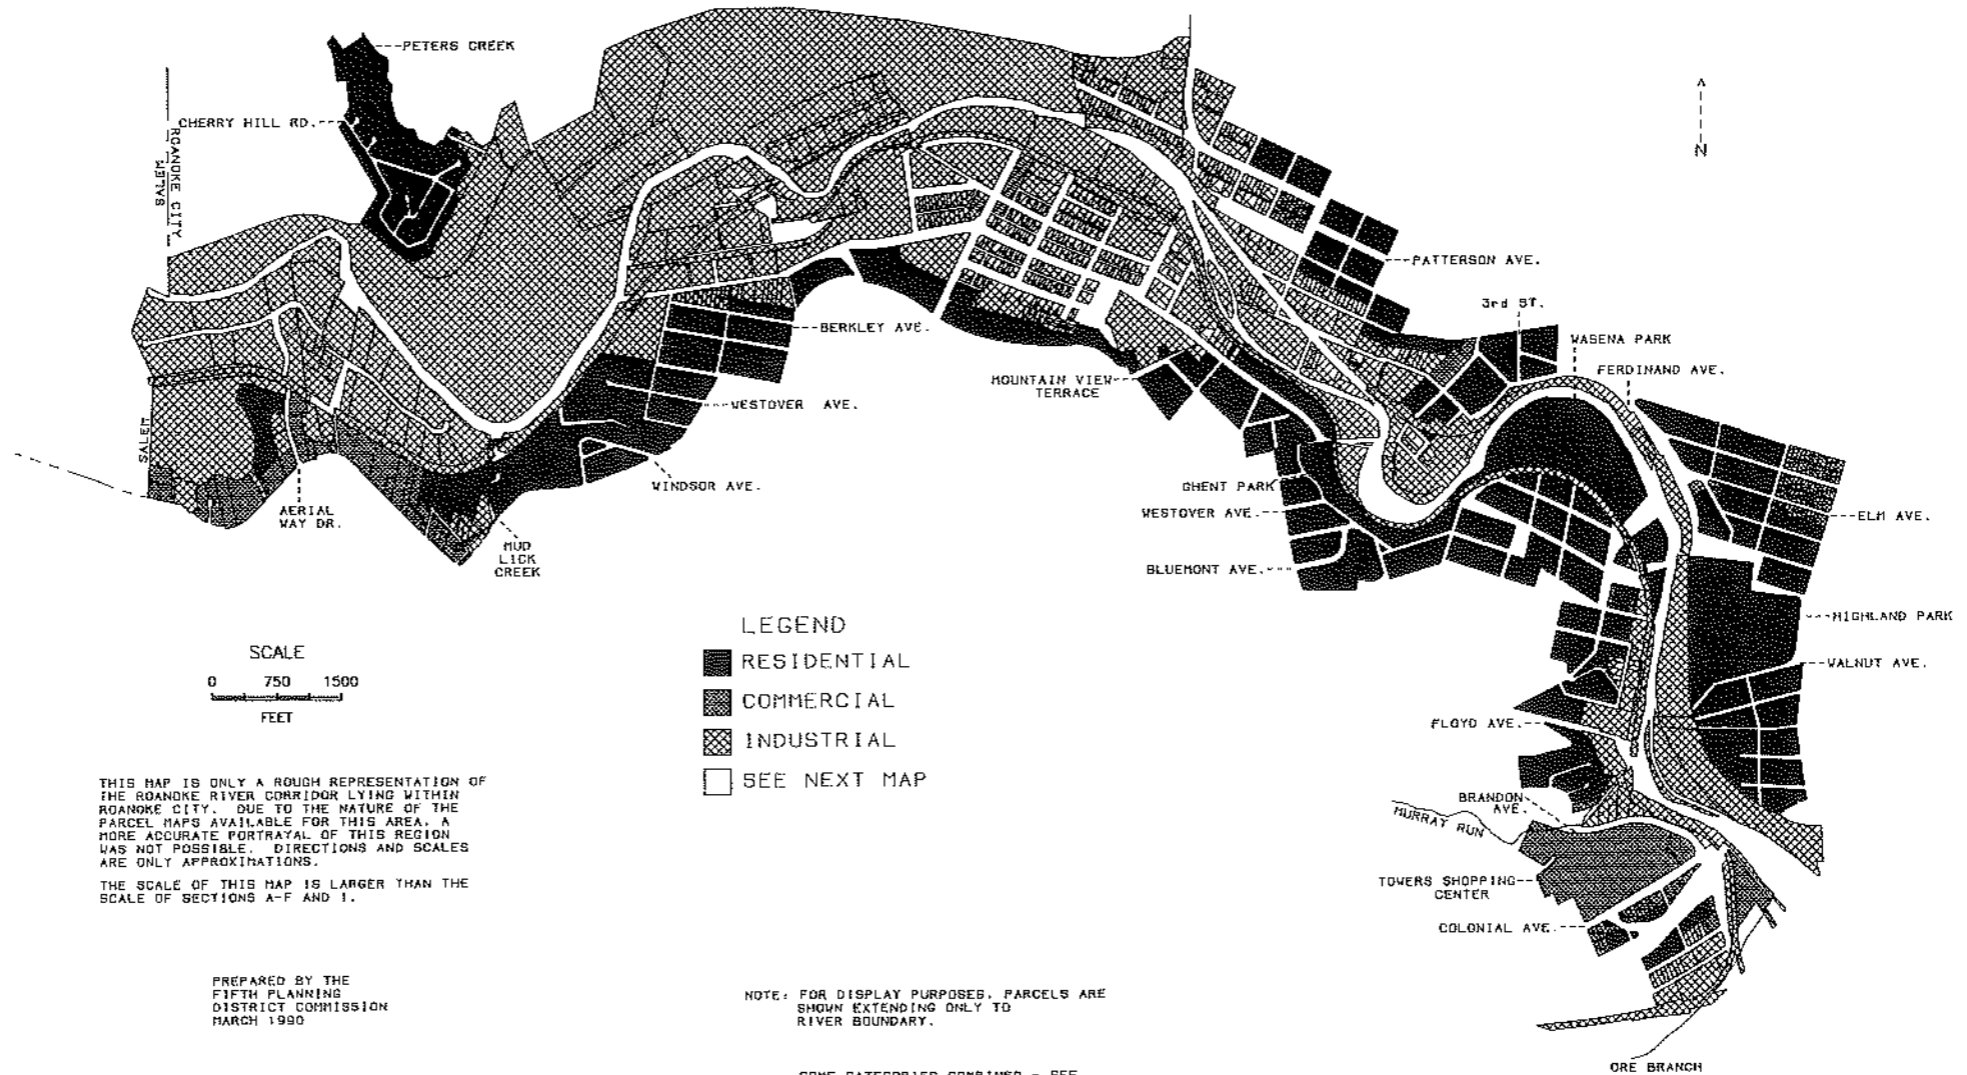 PETERS CREEK
CHERRY HILL RD.
ROANOKE CITY
SALEM
N
PATTERSON AVE.
3rd ST.
BERKLEY AVE.
WASENA PARK
FERDINAND AVE.
MOUNTAIN VIEW
TERRACE
WESTOVER AVE.
SALEM
WINDSOR AVE.
GHENT PARK
AERIAL
WAY DR.
WESTOVER AVE.
ELM AVE.
MUD
LICK
CREEK
BLUEMONT AVE.
HIGHLAND PARK
WALNUT AVE.
FLOYD AVE.
BRANDON
AVE.
MURRAY RUN
TOWERS SHOPPING
CENTER
COLONIAL AVE.
ORE BRANCH
SCALE
0 750 1500
FEET
LEGEND
RESIDENTIAL
COMMERCIAL
INDUSTRIAL
SEE NEXT MAP
THIS MAP IS ONLY A ROUGH REPRESENTATION OF
THE ROANOKE RIVER CORRIDOR LYING WITHIN
ROANOKE CITY. DUE TO THE NATURE OF THE
PARCEL MAPS AVAILABLE FOR THIS AREA, A
MORE ACCURATE PORTRAYAL OF THIS REGION
WAS NOT POSSIBLE. DIRECTIONS AND SCALES
ARE ONLY APPROXIMATIONS.
THE SCALE OF THIS MAP IS LARGER THAN THE
SCALE OF SECTIONS A-F AND I.
PREPARED BY THE
FIFTH PLANNING
DISTRICT COMMISSION
MARCH 1990
NOTE: FOR DISPLAY PURPOSES, PARCELS ARE
SHOWN EXTENDING ONLY TO
RIVER BOUNDARY.
SOME CATEGORIES COMBINED - SEE